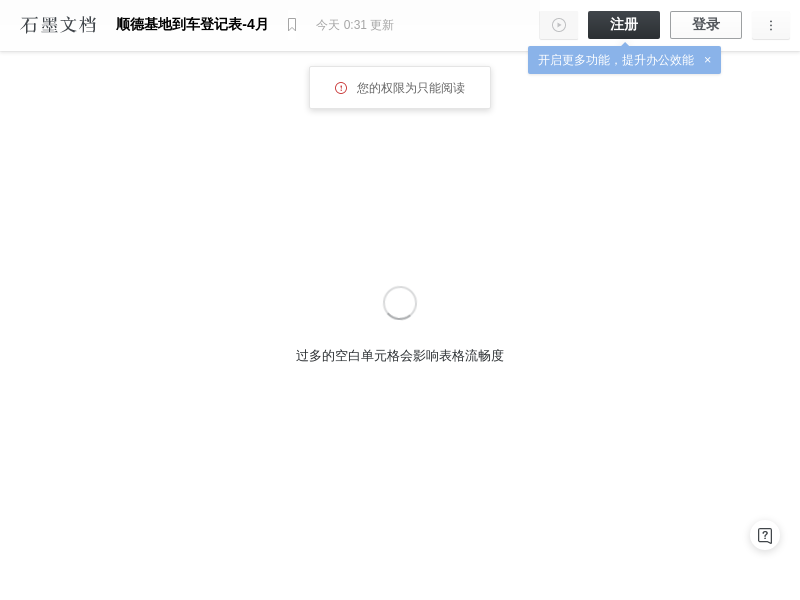 石墨文档
顺德基地到车登记表-4月
今天 0:31 更新
注册
登录
开启更多功能，提升办公效能 ×
您的权限为只能阅读
过多的空白单元格会影响表格流畅度